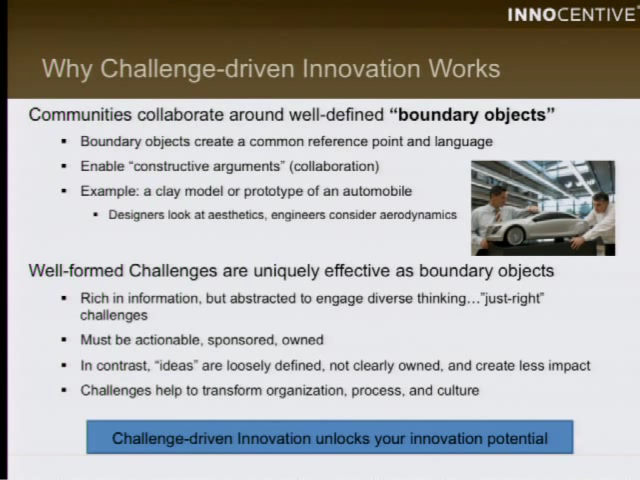 INNOCENTIVE
Why Challenge-driven Innovation Works
Communities collaborate around well-defined “boundary objects”
▪ Boundary objects create a common reference point and language
▪ Enable “constructive arguments” (collaboration)
▪ Example: a clay model or prototype of an automobile
▪ Designers look at aesthetics, engineers consider aerodynamics
Well-formed Challenges are uniquely effective as boundary objects
▪ Rich in information, but abstracted to engage diverse thinking…”just-right”
challenges
▪ Must be actionable, sponsored, owned
▪ In contrast, “ideas” are loosely defined, not clearly owned, and create less impact
▪ Challenges help to transform organization, process, and culture
Challenge-driven Innovation unlocks your innovation potential